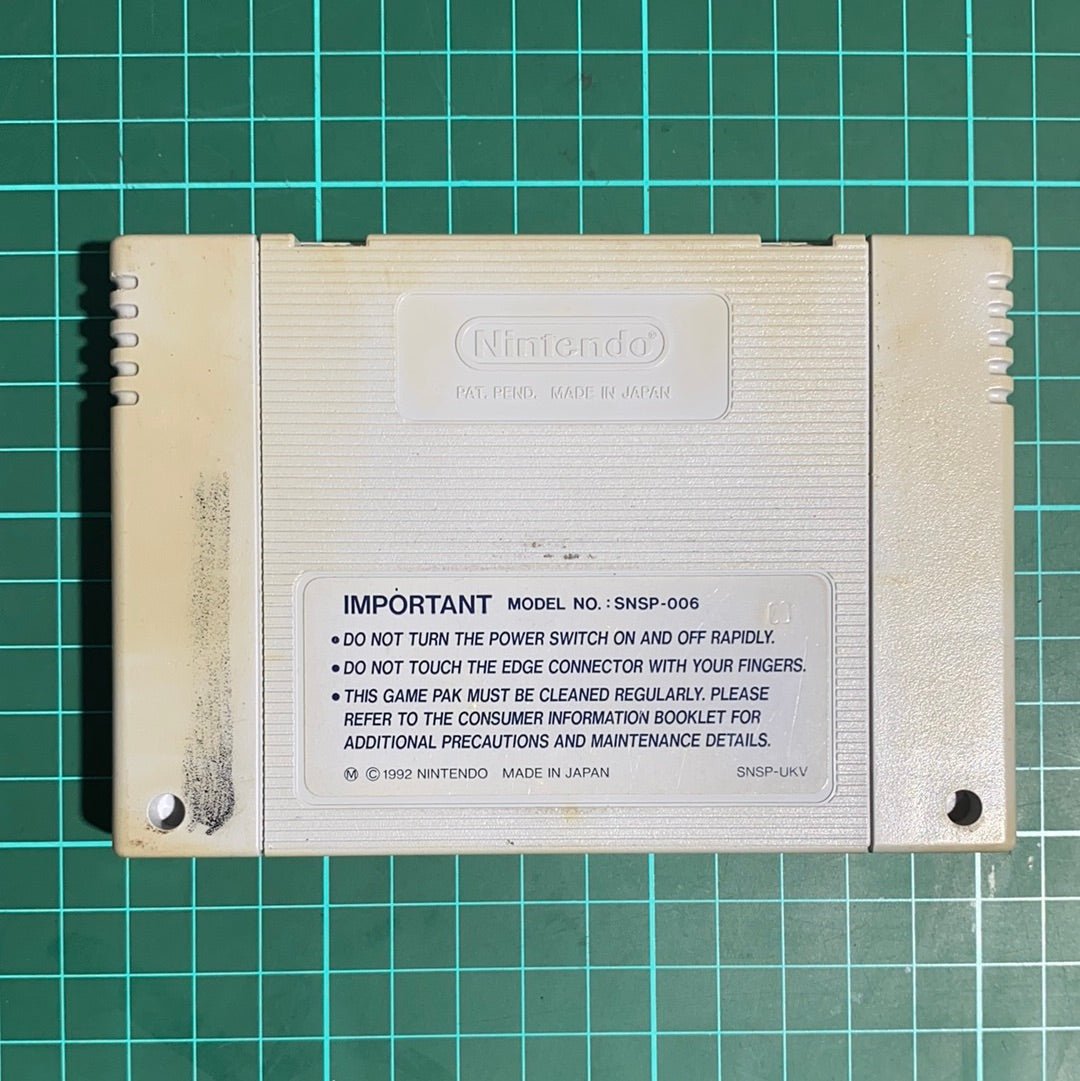 Nintendo®
PAT. PEND. MADE IN JAPAN
IMPORTANT MODEL NO.: SNSP-006
• DO NOT TURN THE POWER SWITCH ON AND OFF RAPIDLY.
• DO NOT TOUCH THE EDGE CONNECTOR WITH YOUR FINGERS.
• THIS GAME PAK MUST BE CLEANED REGULARLY. PLEASE
REFER TO THE CONSUMER INFORMATION BOOKLET FOR
ADDITIONAL PRECAUTIONS AND MAINTENANCE DETAILS.
Ⓜ © 1992 NINTENDO MADE IN JAPAN SNSP-UKV